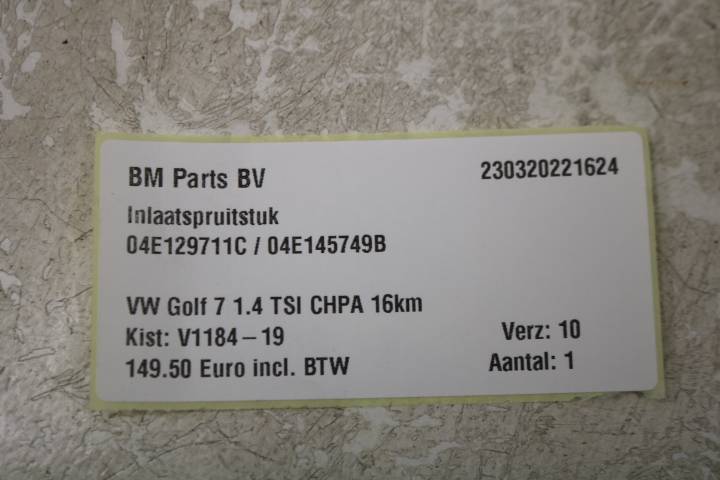 BM Parts BV 230320221624
Inlaatspruitstuk
04E129711C / 04E145749B
VW Golf 7 1.4 TSI CHPA 16km
Kist: V1184-19 Verz: 10
149.50 Euro incl. BTW Aantal: 1